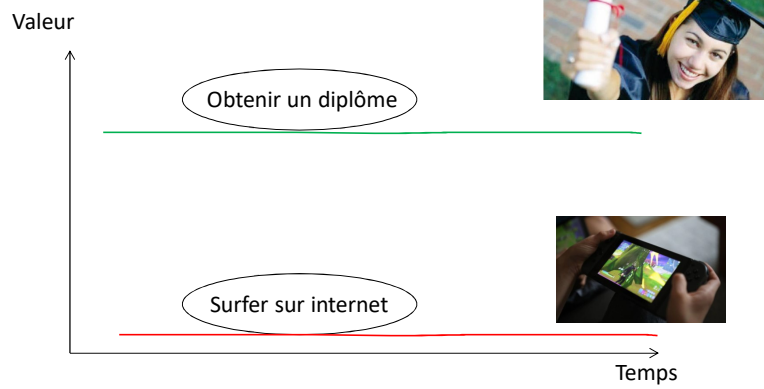 Valeur
Obtenir un diplôme
Surfer sur internet
Temps